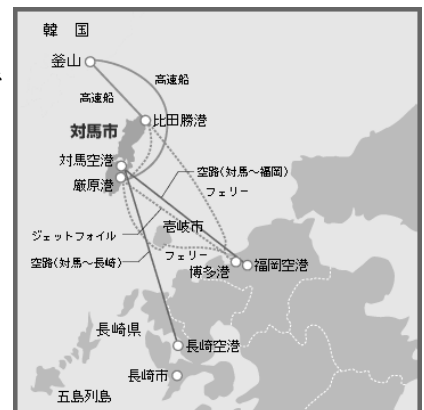 韓国
釜山
高速船
高速船
対馬市
比田勝港
対馬空港
厳原港
空路(対馬〜福岡)
フェリー
ジェットフォイル
壱岐市
空路(対馬〜長崎)
フェリー
博多港
福岡空港
長崎県
長崎空港
長崎市
五島列島